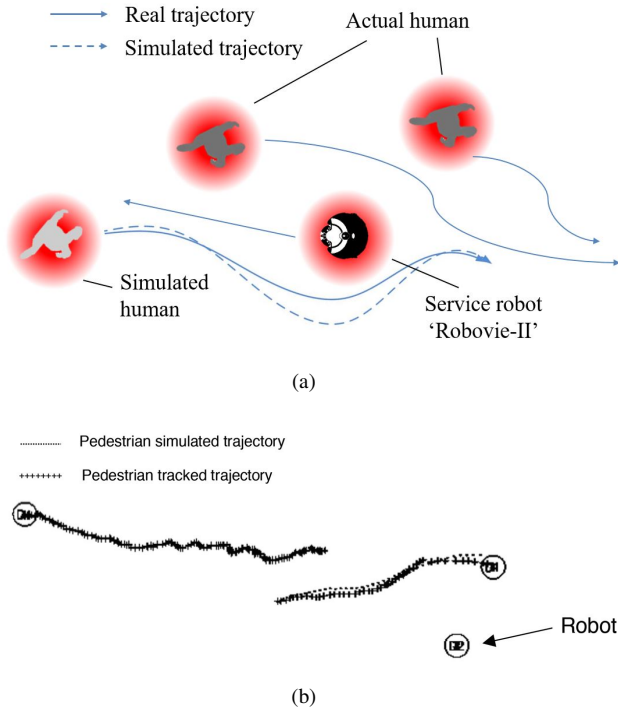 Real trajectory
Simulated trajectory
Actual human
Simulated
human
Service robot
'Robovie-II'
(a)
Pedestrian simulated trajectory
Pedestrian tracked trajectory
Robot
(b)